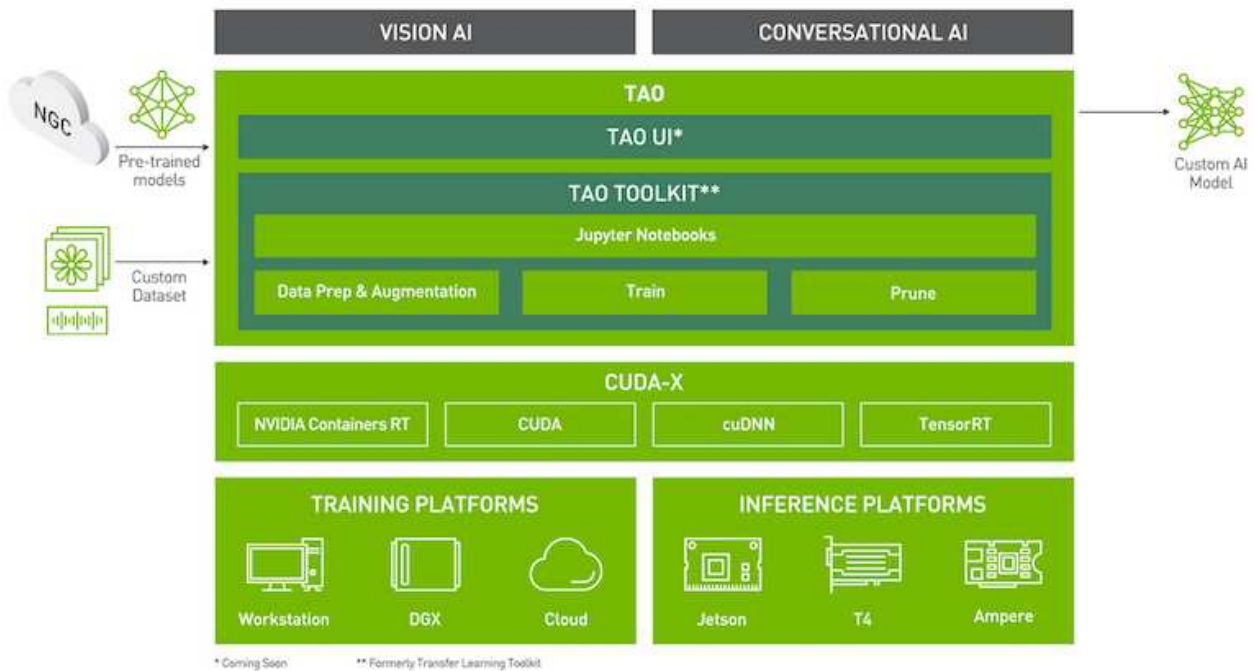 VISION AI
CONVERSATIONAL AI
NGC
Pre-trained
models
Custom
Dataset
TAO
TAO UI*
TAO TOOLKIT**
Jupyter Notebooks
Data Prep & Augmentation
Train
Prune
Custom AI
Model
CUDA-X
NVIDIA Containers RT
CUDA
cuDNN
TensorRT
TRAINING PLATFORMS
Workstation
DGX
Cloud
INFERENCE PLATFORMS
Jetson
T4
Ampere
* Coming Soon
** Formerly Transfer Learning Toolkit